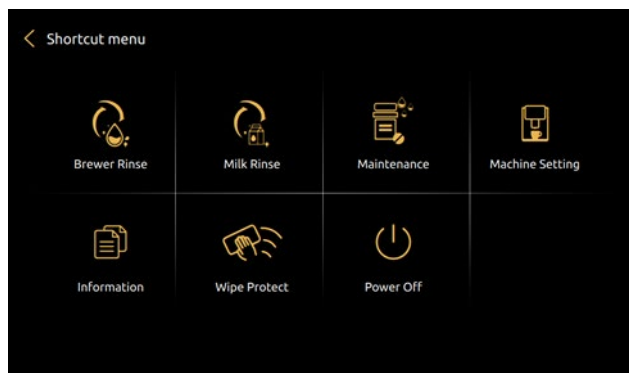 Shortcut menu
Brewer Rinse
Milk Rinse
Maintenance
Machine Setting
Information
Wipe Protect
Power Off